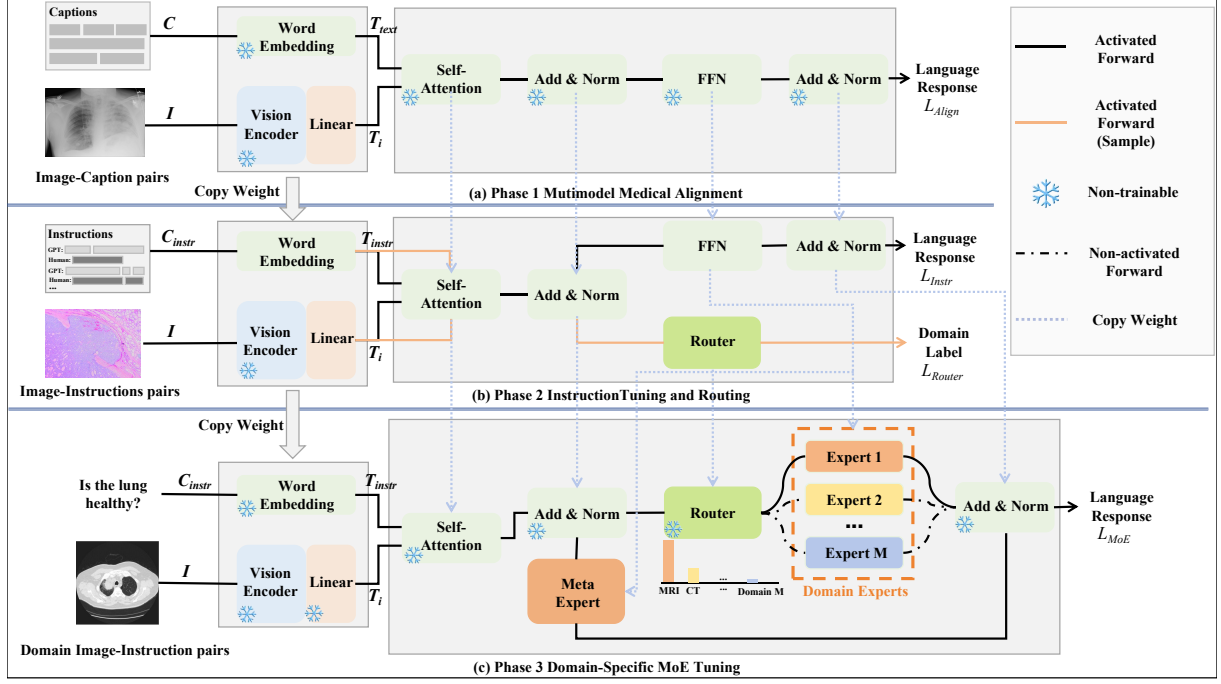 Captions
C
Word
Embedding
T_text
I
Vision
Encoder
Linear
T_i
Image-Caption pairs
Self-
Attention
Add & Norm
FFN
Add & Norm
Language
Response
L_Align
(a) Phase 1 Mutimodel Medical Alignment
Copy Weight
Instructions
GPT:
Human:
GPT:
Human:
...
C_instr
Word
Embedding
T_instr
I
Vision
Encoder
Linear
T_i
Image-Instructions pairs
Self-
Attention
Add & Norm
FFN
Add & Norm
Language
Response
L_Instr
Router
Domain
Label
L_Router
(b) Phase 2 InstructionTuning and Routing
Copy Weight
Is the lung
healthy?
C_instr
Word
Embedding
T_instr
I
Vision
Encoder
Linear
T_i
Domain Image-Instruction pairs
Self-
Attention
Add & Norm
Meta
Expert
Router
MRI CT ... Domain M
Expert 1
Expert 2
...
Expert M
Domain Experts
Add & Norm
Language
Response
L_MoE
(c) Phase 3 Domain-Specific MoE Tuning
Activated
Forward
Activated
Forward
(Sample)
Non-trainable
Non-activated
Forward
Copy Weight